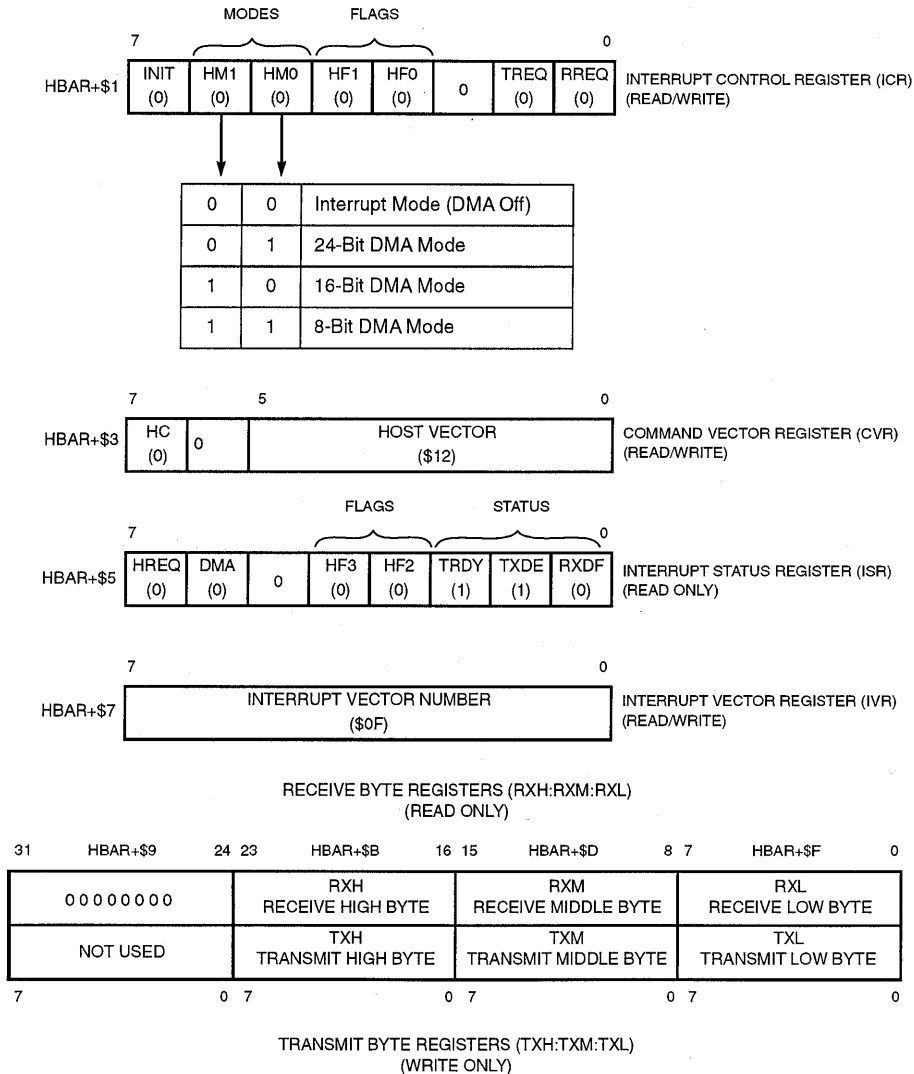 MODES FLAGS
7 0
HBAR+$1 INIT (0) HM1 (0) HM0 (0) HF1 (0) HF0 (0) 0 TREQ (0) RREQ (0) INTERRUPT CONTROL REGISTER (ICR) (READ/WRITE)
0 0 Interrupt Mode (DMA Off)
0 1 24-Bit DMA Mode
1 0 16-Bit DMA Mode
1 1 8-Bit DMA Mode
7 5 0
HBAR+$3 HC (0) 0 HOST VECTOR ($12) COMMAND VECTOR REGISTER (CVR) (READ/WRITE)
FLAGS STATUS
7 0
HBAR+$5 HREQ (0) DMA (0) 0 HF3 (0) HF2 (0) TRDY (1) TXDE (1) RXDF (0) INTERRUPT STATUS REGISTER (ISR) (READ ONLY)
7 0
HBAR+$7 INTERRUPT VECTOR NUMBER ($0F) INTERRUPT VECTOR REGISTER (IVR) (READ/WRITE)
RECEIVE BYTE REGISTERS (RXH:RXM:RXL)
(READ ONLY)
31 HBAR+$9 24 23 HBAR+$B 16 15 HBAR+$D 8 7 HBAR+$F 0
0 0 0 0 0 0 0 0 RXH RECEIVE HIGH BYTE RXM RECEIVE MIDDLE BYTE RXL RECEIVE LOW BYTE
NOT USED TXH TRANSMIT HIGH BYTE TXM TRANSMIT MIDDLE BYTE TXL TRANSMIT LOW BYTE
7 0 7 0 7 0 7 0
TRANSMIT BYTE REGISTERS (TXH:TXM:TXL)
(WRITE ONLY)